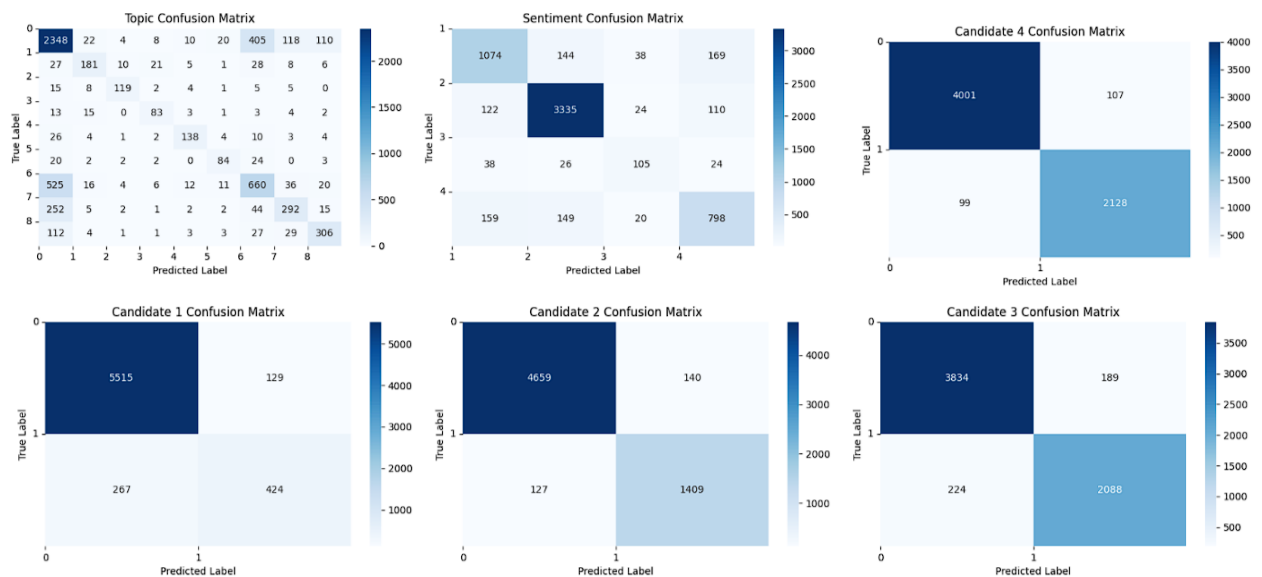 Topic Confusion Matrix
True Label
0
1
2
3
4
5
6
7
8
2348 22 4 8 10 20 405 118 110
27 181 10 21 5 1 28 8 6
15 8 119 2 4 1 5 5 0
13 15 0 83 3 1 3 4 2
26 4 1 2 138 4 10 3 4
20 2 2 2 0 84 24 0 3
525 16 4 6 12 11 660 36 20
252 5 2 1 2 2 44 292 15
112 4 1 1 3 3 27 29 306
0 1 2 3 4 5 6 7 8
Predicted Label
2000
1500
1000
500
0
Sentiment Confusion Matrix
True Label
1
2
3
4
1074 144 38 169
122 3335 24 110
38 26 105 24
159 149 20 798
1 2 3 4
Predicted Label
3000
2500
2000
1500
1000
500
Candidate 4 Confusion Matrix
True Label
0
1
4001 107
99 2128
0 1
Predicted Label
4000
3500
3000
2500
2000
1500
1000
500
Candidate 1 Confusion Matrix
True Label
0
1
5515 129
267 424
0 1
Predicted Label
5000
4000
3000
2000
1000
Candidate 2 Confusion Matrix
True Label
0
1
4659 140
127 1409
0 1
Predicted Label
4000
3000
2000
1000
Candidate 3 Confusion Matrix
True Label
0
1
3834 189
224 2088
0 1
Predicted Label
3500
3000
2500
2000
1500
1000
500